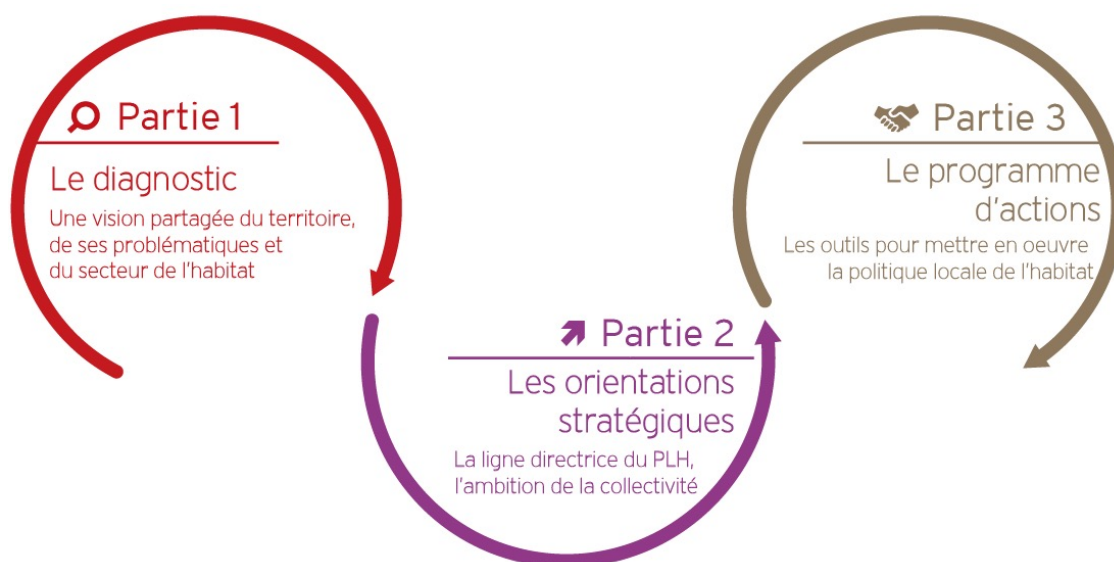 Partie 1
Le diagnostic
Une vision partagée du territoire,
de ses problématiques et
du secteur de l'habitat
Partie 2
Les orientations
stratégiques
La ligne directrice du PLH,
l'ambition de la collectivité
Partie 3
Le programme
d'actions
Les outils pour mettre en oeuvre
la politique locale de l'habitat